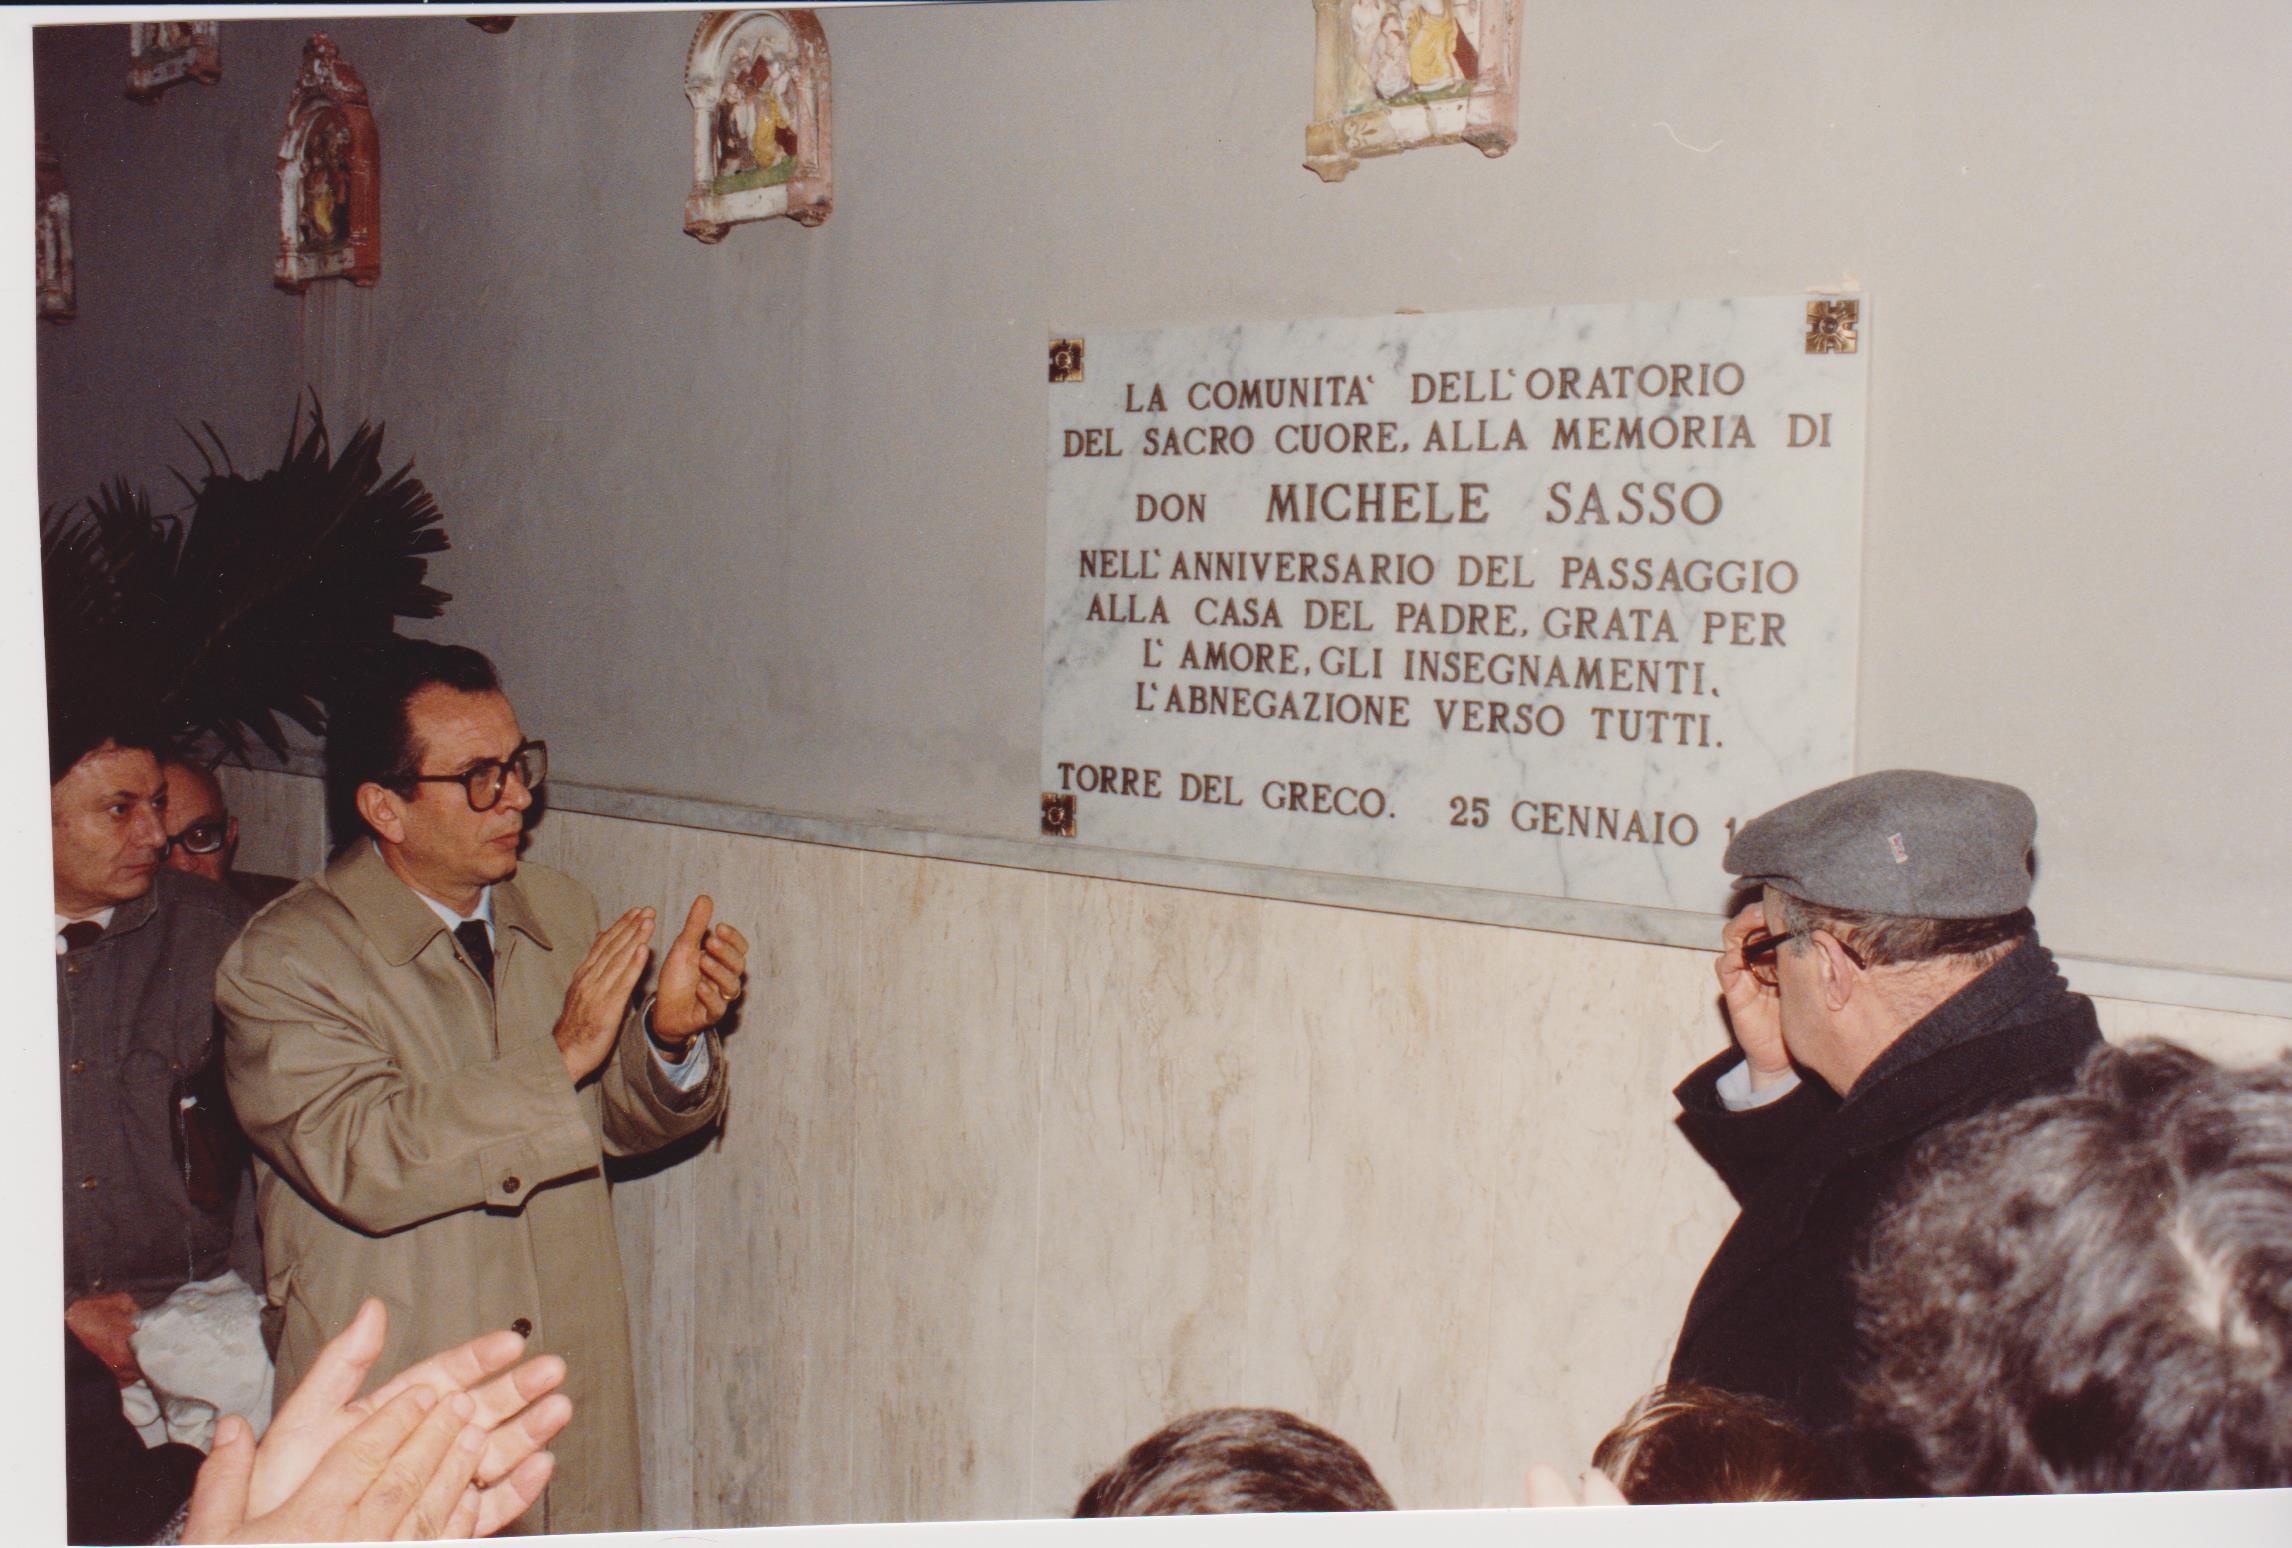 LA COMUNITA' DELL'ORATORIO
DEL SACRO CUORE, ALLA MEMORIA DI
DON MICHELE SASSO
NELL'ANNIVERSARIO DEL PASSAGGIO
ALLA CASA DEL PADRE, GRATA PER
L'AMORE, GLI INSEGNAMENTI,
L'ABNEGAZIONE VERSO TUTTI.
TORRE DEL GRECO. 25 GENNAIO